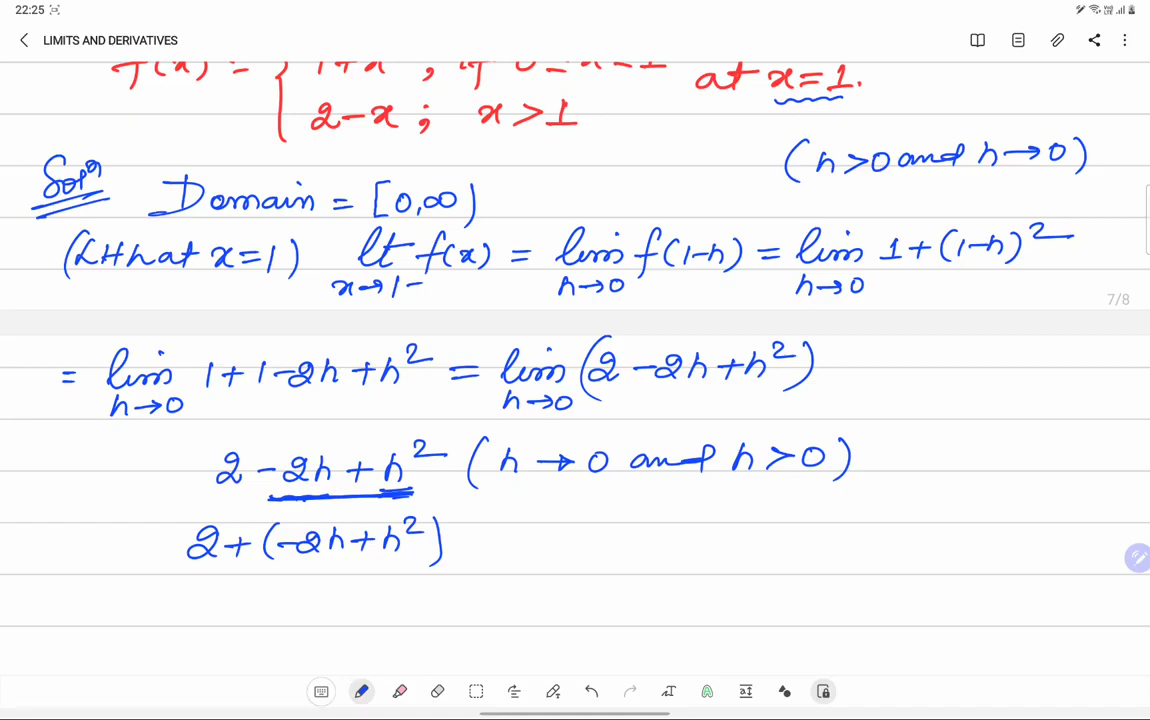 22:25
LIMITS AND DERIVATIVES
at x=1.
2-x ; x>1
Solⁿ
(h>0 and h→0)
Domain = [0,∞)
(LHL at x=1) lt x→1- f(x) = lim h→0 f(1-h) = lim h→0 1+(1-h)²
7/8
= lim h→0 1+1-2h+h² = lim h→0 (2-2h+h²)
2-2h+h² (h→0 and h>0)
2+(-2h+h²)